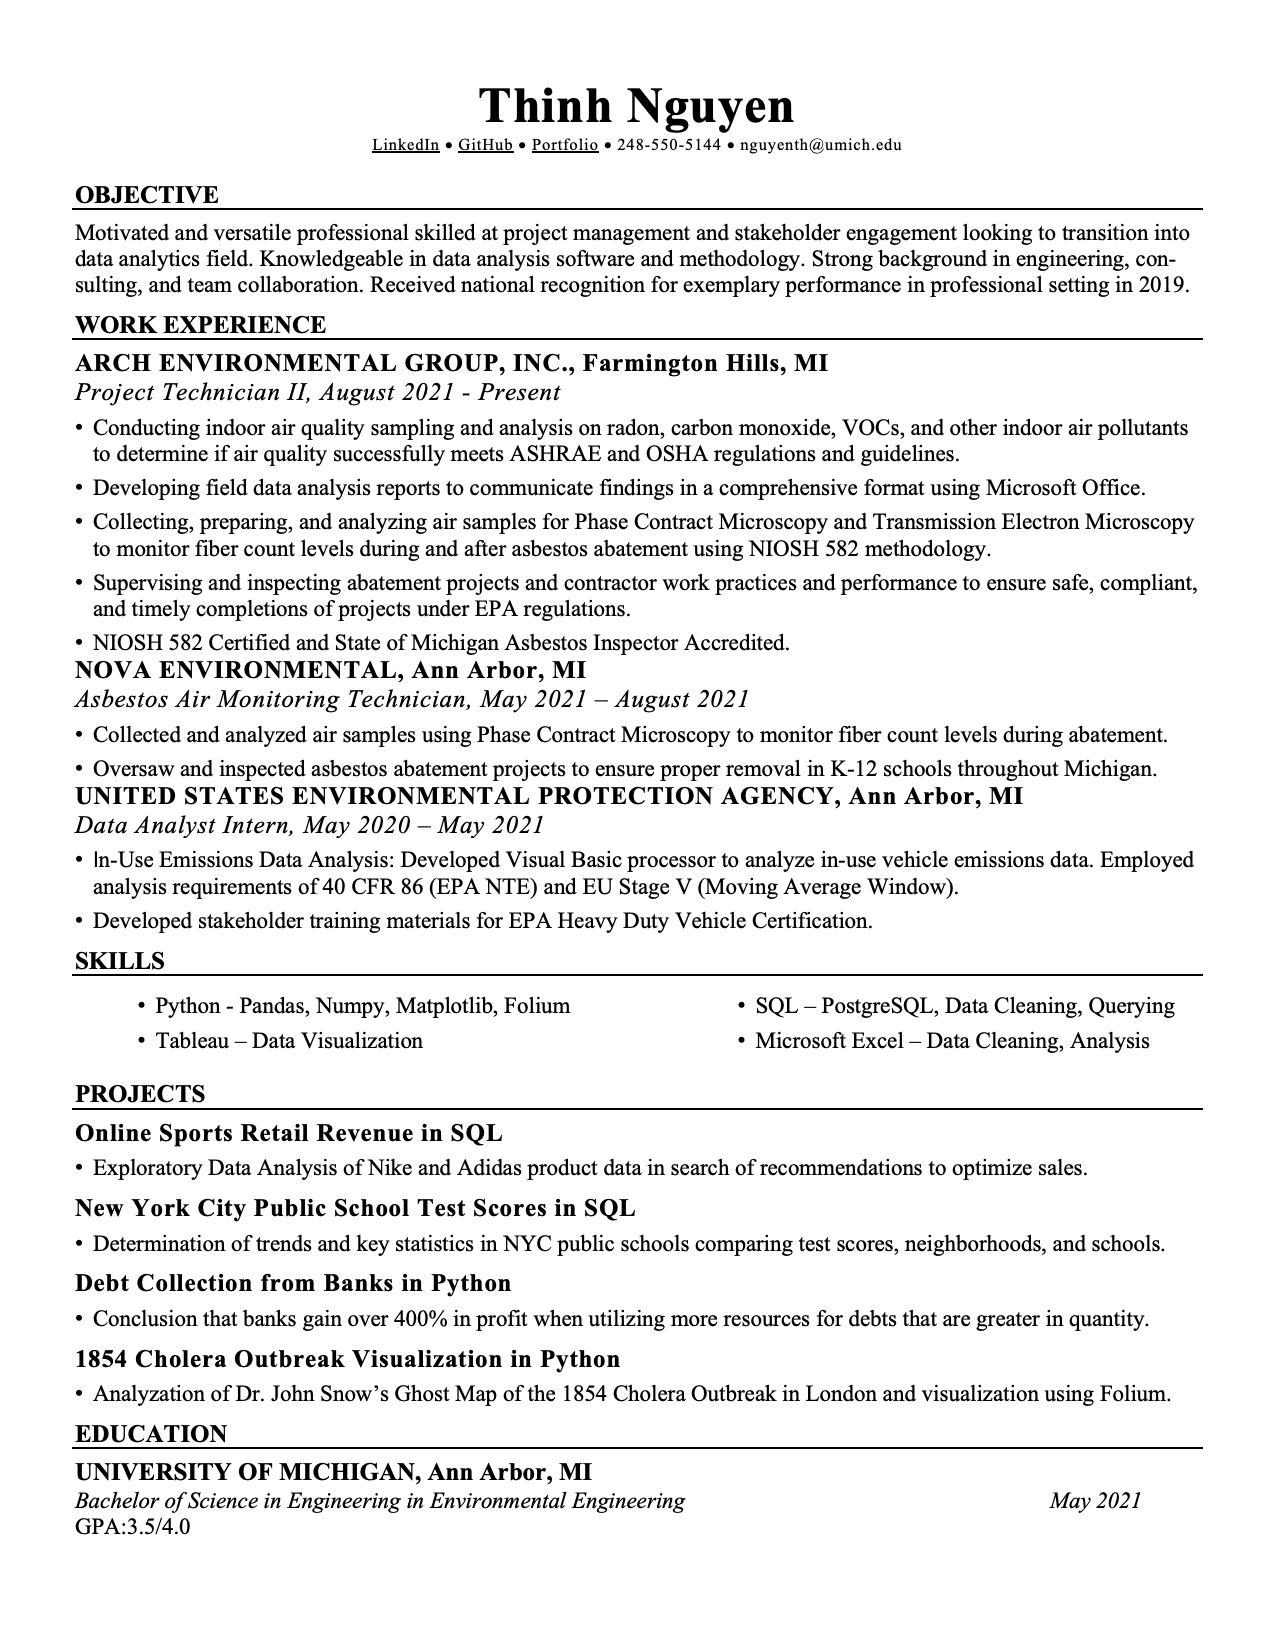 Thinh Nguyen
LinkedIn • GitHub • Portfolio • 248-550-5144 • nguyenth@umich.edu
OBJECTIVE
Motivated and versatile professional skilled at project management and stakeholder engagement looking to transition into
data analytics field. Knowledgeable in data analysis software and methodology. Strong background in engineering, con-
sulting, and team collaboration. Received national recognition for exemplary performance in professional setting in 2019.
WORK EXPERIENCE
ARCH ENVIRONMENTAL GROUP, INC., Farmington Hills, MI
Project Technician II, August 2021 - Present
• Conducting indoor air quality sampling and analysis on radon, carbon monoxide, VOCs, and other indoor air pollutants
to determine if air quality successfully meets ASHRAE and OSHA regulations and guidelines.
• Developing field data analysis reports to communicate findings in a comprehensive format using Microsoft Office.
• Collecting, preparing, and analyzing air samples for Phase Contract Microscopy and Transmission Electron Microscopy
to monitor fiber count levels during and after asbestos abatement using NIOSH 582 methodology.
• Supervising and inspecting abatement projects and contractor work practices and performance to ensure safe, compliant,
and timely completions of projects under EPA regulations.
• NIOSH 582 Certified and State of Michigan Asbestos Inspector Accredited.
NOVA ENVIRONMENTAL, Ann Arbor, MI
Asbestos Air Monitoring Technician, May 2021 – August 2021
• Collected and analyzed air samples using Phase Contract Microscopy to monitor fiber count levels during abatement.
• Oversaw and inspected asbestos abatement projects to ensure proper removal in K-12 schools throughout Michigan.
UNITED STATES ENVIRONMENTAL PROTECTION AGENCY, Ann Arbor, MI
Data Analyst Intern, May 2020 – May 2021
• In-Use Emissions Data Analysis: Developed Visual Basic processor to analyze in-use vehicle emissions data. Employed
analysis requirements of 40 CFR 86 (EPA NTE) and EU Stage V (Moving Average Window).
• Developed stakeholder training materials for EPA Heavy Duty Vehicle Certification.
SKILLS
• Python - Pandas, Numpy, Matplotlib, Folium
• Tableau – Data Visualization
• SQL – PostgreSQL, Data Cleaning, Querying
• Microsoft Excel – Data Cleaning, Analysis
PROJECTS
Online Sports Retail Revenue in SQL
• Exploratory Data Analysis of Nike and Adidas product data in search of recommendations to optimize sales.
New York City Public School Test Scores in SQL
• Determination of trends and key statistics in NYC public schools comparing test scores, neighborhoods, and schools.
Debt Collection from Banks in Python
• Conclusion that banks gain over 400% in profit when utilizing more resources for debts that are greater in quantity.
1854 Cholera Outbreak Visualization in Python
• Analyzation of Dr. John Snow’s Ghost Map of the 1854 Cholera Outbreak in London and visualization using Folium.
EDUCATION
UNIVERSITY OF MICHIGAN, Ann Arbor, MI
Bachelor of Science in Engineering in Environmental Engineering May 2021
GPA:3.5/4.0